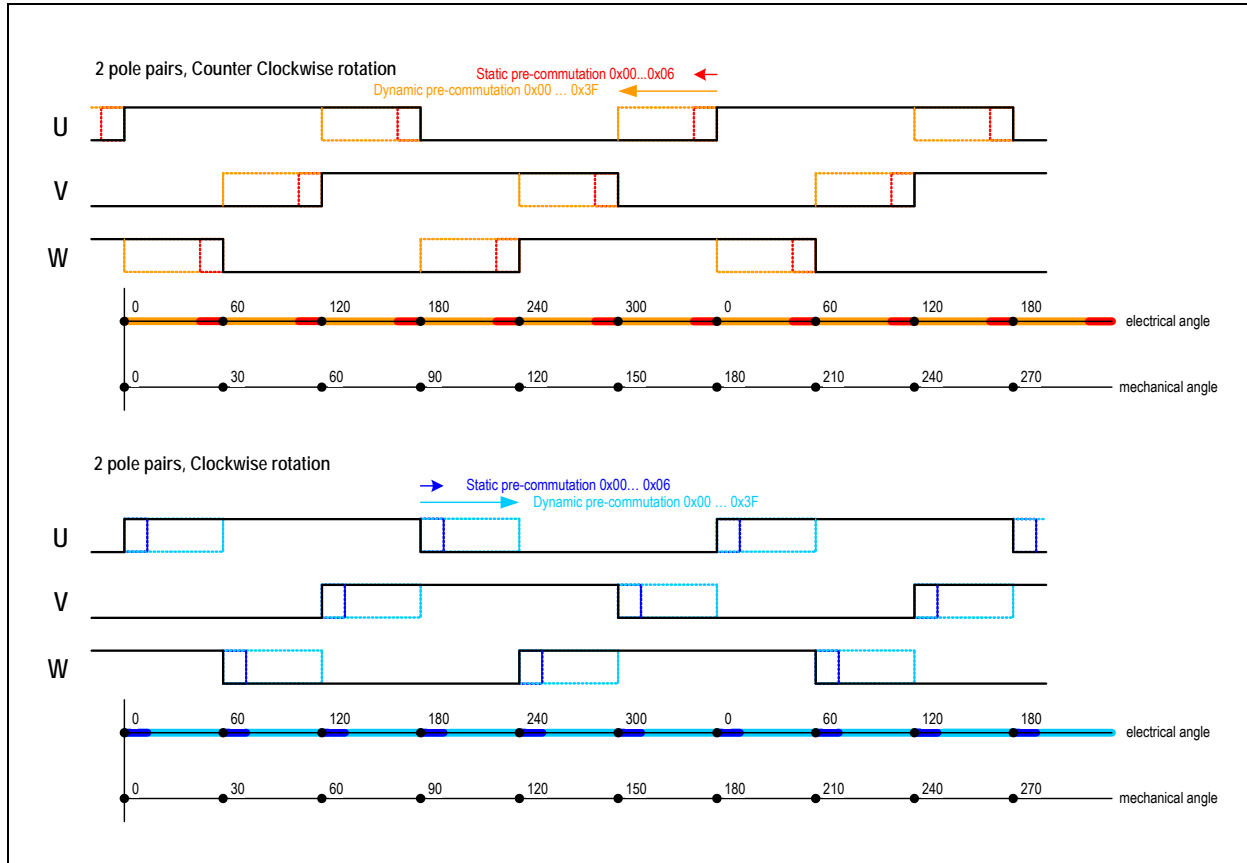 2 pole pairs, Counter Clockwise rotation
Static pre-commutation 0x00...0x06
Dynamic pre-commutation 0x00 ... 0x3F
U
V
W
0 60 120 180 240 300 0 60 120 180
electrical angle
0 30 60 90 120 150 180 210 240 270
mechanical angle
2 pole pairs, Clockwise rotation
Static pre-commutation 0x00... 0x06
Dynamic pre-commutation 0x00 ... 0x3F
U
V
W
0 60 120 180 240 300 0 60 120 180
electrical angle
0 30 60 90 120 150 180 210 240 270
mechanical angle